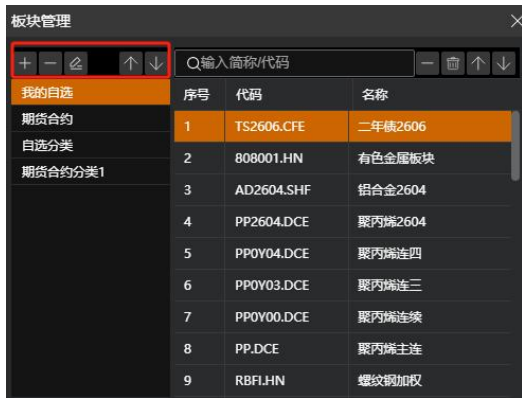 板块管理
输入简称/代码
我的自选
期货合约
自选分类
期货合约分类1
序号 代码 名称
1 TS2606.CFE 二年债2606
2 808001.HN 有色金属板块
3 AD2604.SHF 铝合金2604
4 PP2604.DCE 聚丙烯2604
5 PP0Y04.DCE 聚丙烯连四
6 PP0Y03.DCE 聚丙烯连三
7 PP0Y00.DCE 聚丙烯连续
8 PP.DCE 聚丙烯主连
9 RBFI.HN 螺纹钢加权